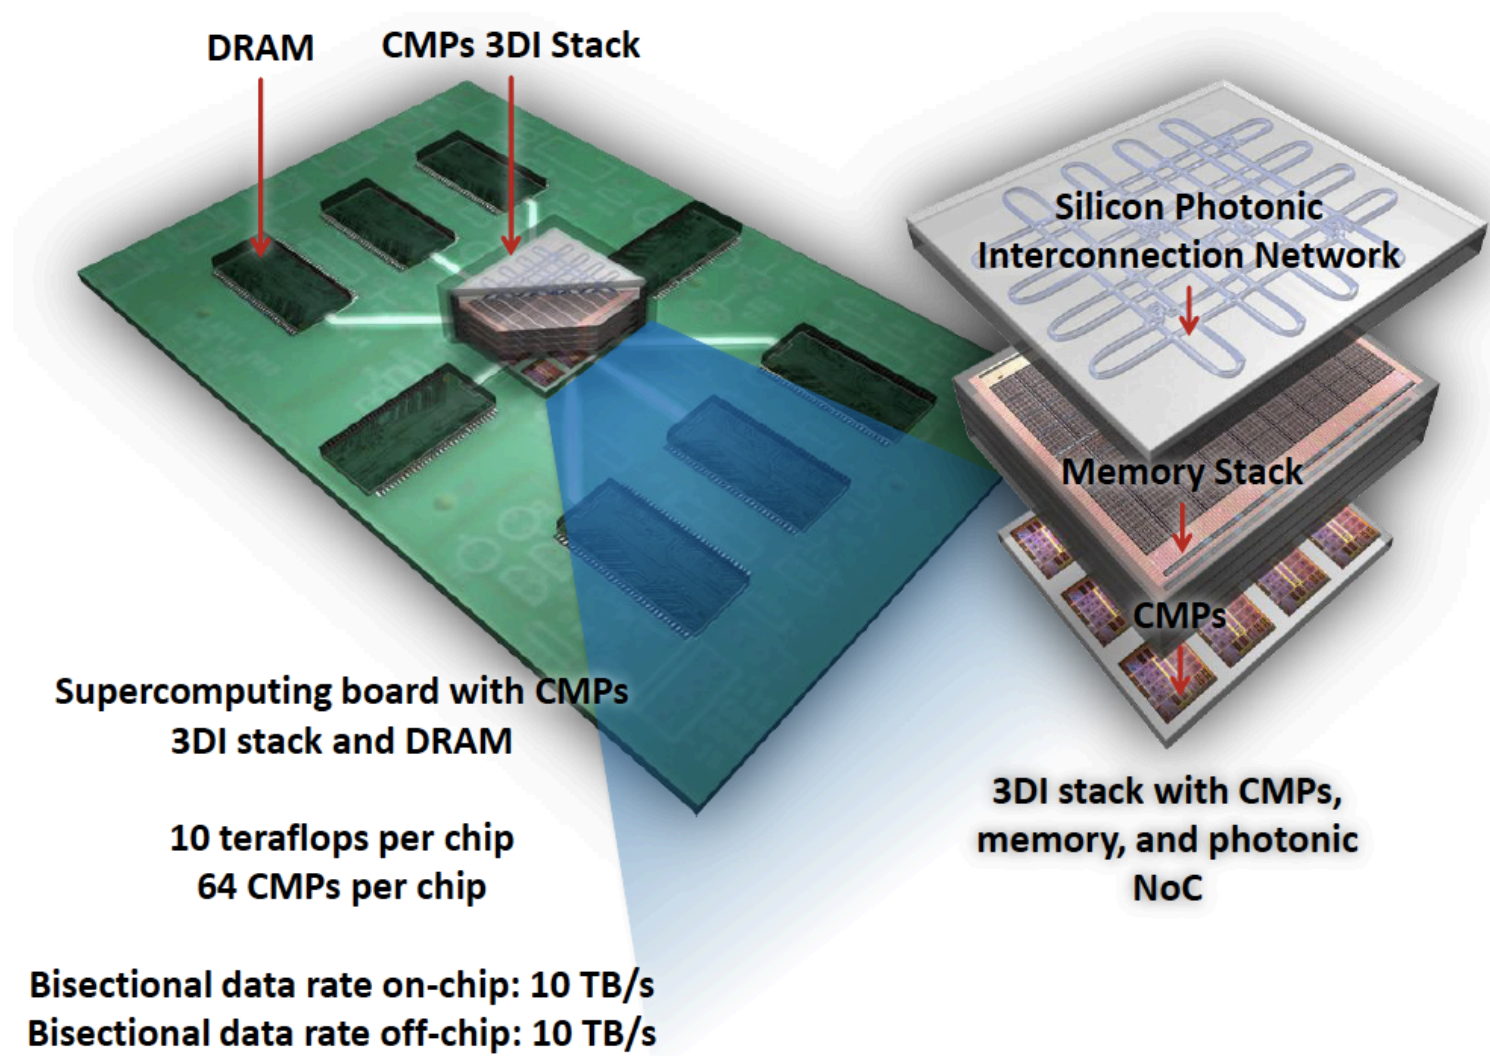 DRAM
CMPs 3DI Stack
Silicon Photonic
Interconnection Network
Memory Stack
CMPs
Supercomputing board with CMPs
3DI stack and DRAM
10 teraflops per chip
64 CMPs per chip
Bisectional data rate on-chip: 10 TB/s
Bisectional data rate off-chip: 10 TB/s
3DI stack with CMPs,
memory, and photonic
NoC